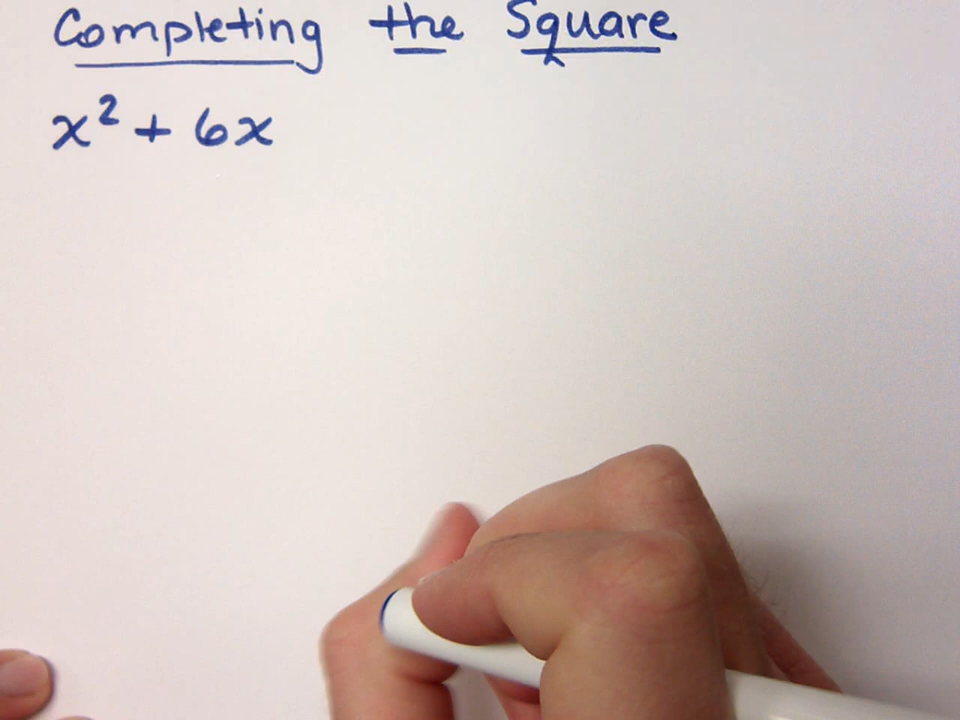 Completing the Square
x² + 6x